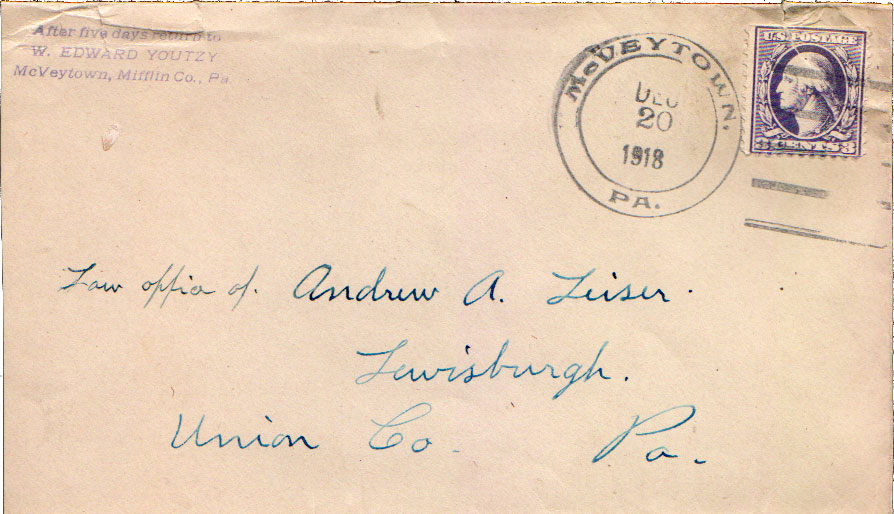 After five days return to
W. EDWARD YOUTZY
McVeytown, Mifflin Co., Pa.
McVEYTOWN,
DEC
20
1918
PA.
U.S. POSTAGE
3 CENTS 3
Law office of. Andrew A. Leiser.
Lewisburgh.
Union Co. Pa.